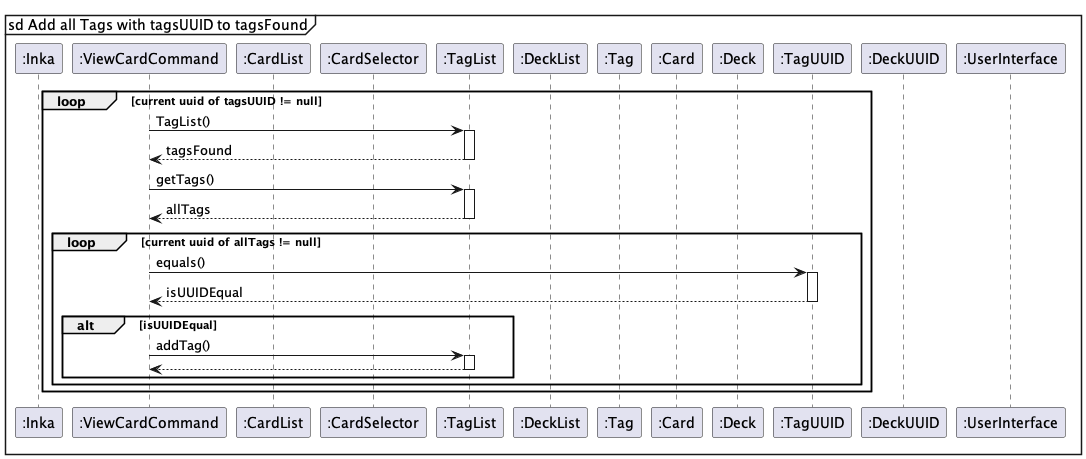 sd Add all Tags with tagsUUID to tagsFound
:Inka :ViewCardCommand :CardList :CardSelector :TagList :DeckList :Tag :Card :Deck :TagUUID :DeckUUID :UserInterface
loop [current uuid of tagsUUID != null]
TagList()
tagsFound
getTags()
allTags
loop [current uuid of allTags != null]
equals()
isUUIDEqual
alt [isUUIDEqual]
addTag()
:Inka :ViewCardCommand :CardList :CardSelector :TagList :DeckList :Tag :Card :Deck :TagUUID :DeckUUID :UserInterface